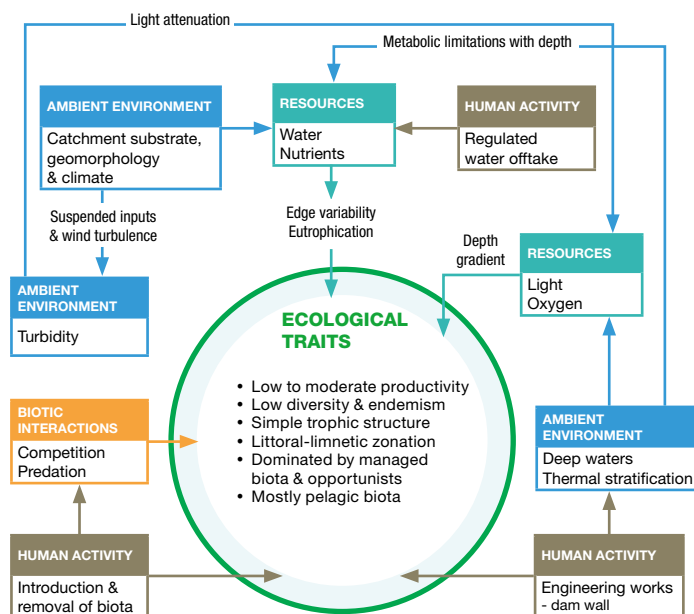 Light attenuation
Metabolic limitations with depth
AMBIENT ENVIRONMENT
Catchment substrate,
geomorphology
& climate
RESOURCES
Water
Nutrients
HUMAN ACTIVITY
Regulated
water offtake
Suspended inputs
& wind turbulence
Edge variability
Eutrophication
Depth
gradient
RESOURCES
Light
Oxygen
AMBIENT
ENVIRONMENT
Turbidity
ECOLOGICAL
TRAITS
• Low to moderate productivity
• Low diversity & endemism
• Simple trophic structure
• Littoral-limnetic zonation
• Dominated by managed
biota & opportunists
• Mostly pelagic biota
BIOTIC
INTERACTIONS
Competition
Predation
AMBIENT
ENVIRONMENT
Deep waters
Thermal stratification
HUMAN ACTIVITY
Introduction &
removal of biota
HUMAN ACTIVITY
Engineering works
- dam wall